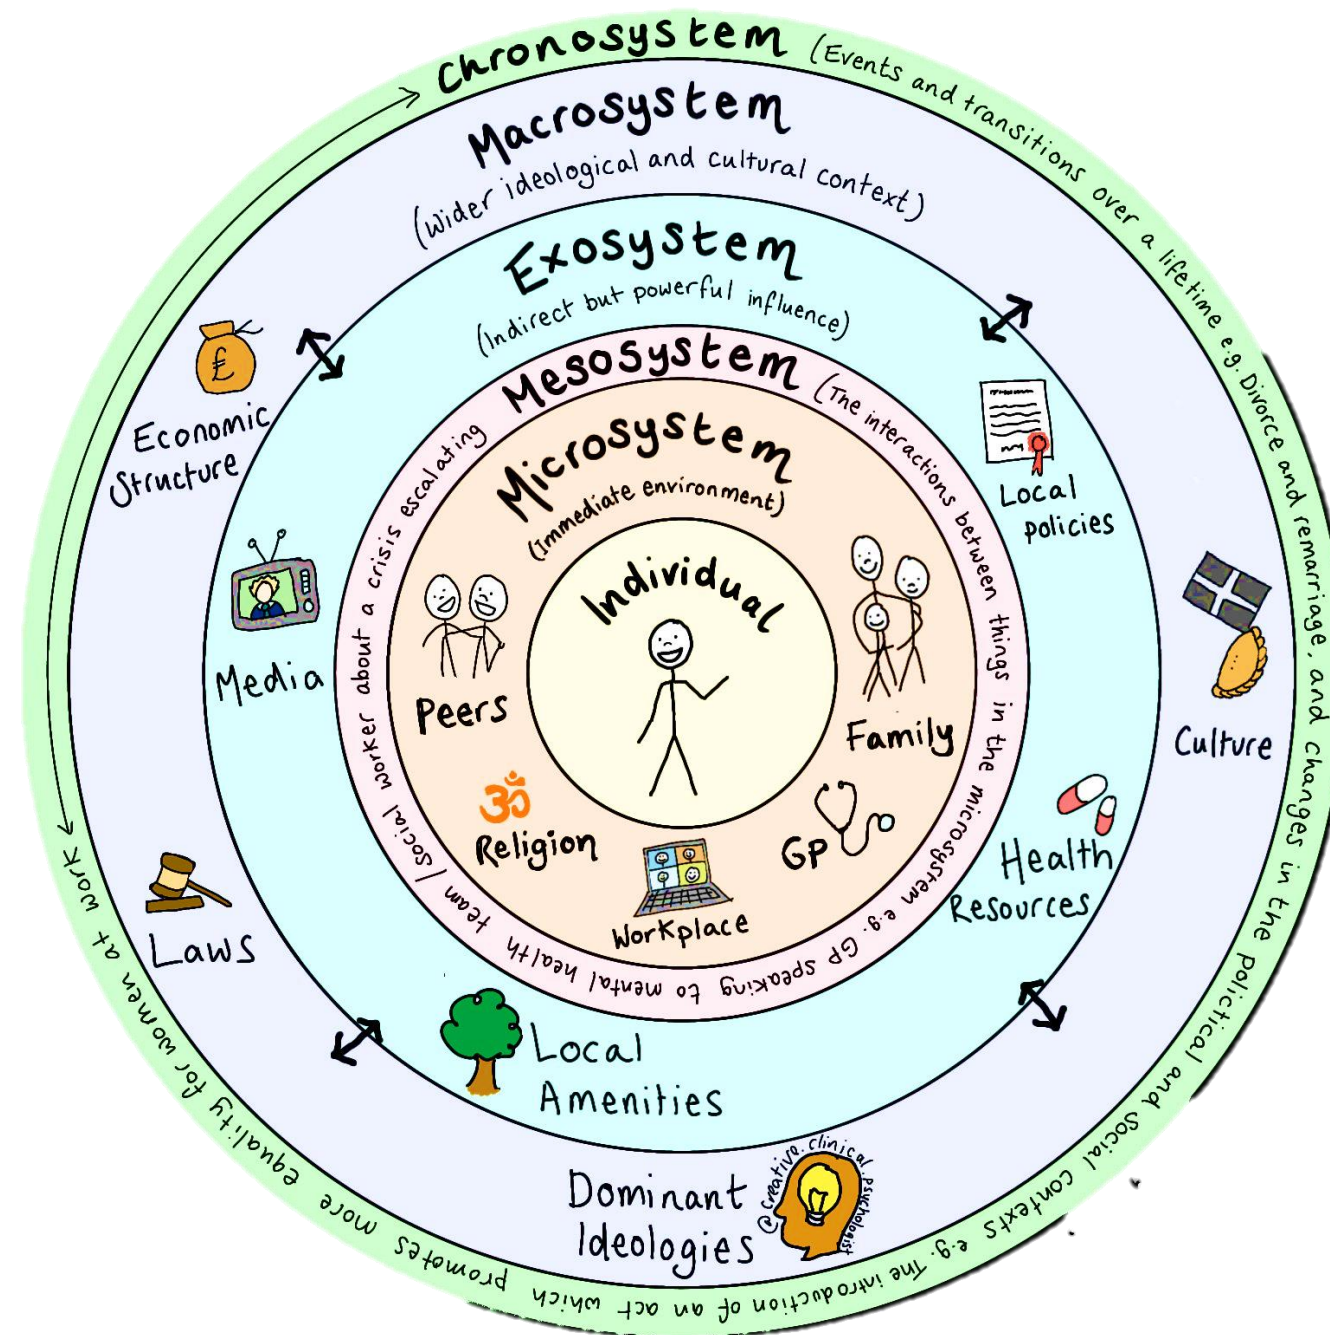 Chronosystem (Events and transitions over a lifetime e.g. Divorce and remarriage, and changes in the political and social contexts e.g. The introduction of an act which promotes more equality for women at work
Macrosystem
(Wider ideological and cultural context)
Exosystem
(Indirect but powerful influence)
Mesosystem (The interactions between things in the microsystem e.g. GP speaking to mental health team / social worker about a crisis escalating
Microsystem
(Immediate environment)
Individual
Peers
Family
Religion
GP
Workplace
Local
policies
Media
Health
Resources
Local
Amenities
£
Economic
Structure
Culture
Laws
Dominant
Ideologies
@creative.clinical.psychologist
ॐ